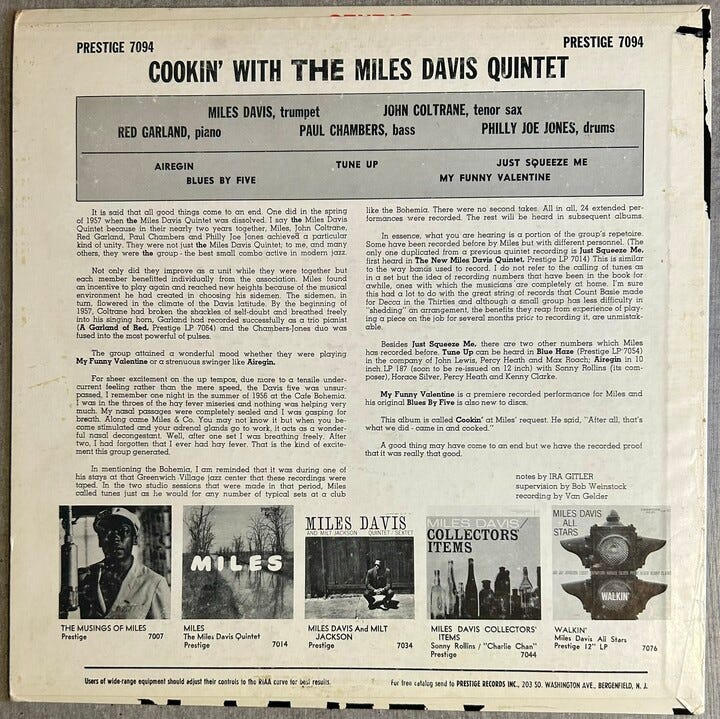 PRESTIGE 7094
PRESTIGE 7094
COOKIN' WITH THE MILES DAVIS QUINTET
MILES DAVIS, trumpet JOHN COLTRANE, tenor sax
RED GARLAND, piano PAUL CHAMBERS, bass PHILLY JOE JONES, drums
AIREGIN TUNE UP JUST SQUEEZE ME
BLUES BY FIVE MY FUNNY VALENTINE
It is said that all good things come to an end. One did in the spring
of 1957 when the Miles Davis Quintet was dissolved. I say the Miles Davis
Quintet because in their nearly two years together, Miles, John Coltrane,
Red Garland, Paul Chambers and Philly Joe Jones achieved a particular
kind of unity. They were not just the Miles Davis Quintet; to me, and many
others, they were the group - the best small combo active in modern jazz.
Not only did they improve as a unit while they were together but
each member benefited individually from the association. Miles found
an incentive to play again and reached new heights because of the musical
environment he had created in choosing his sidemen. The sidemen, in
turn, flowered in the climate of the Davis latitude. By the beginning of
1957, Coltrane had broken the shackles of self-doubt and breathed freely
into his singing horn, Garland had recorded successfully as a trio pianist
(A Garland of Red, Prestige LP 7064) and the Chambers-Jones duo was
fused into the most powerful of pulses.
The group attained a wonderful mood whether they were playing
My Funny Valentine or a strenuous swinger like Airegin.
For sheer excitement on the up tempos, due more to a tensile under-
current feeling rather than the mere speed, the Davis five was unsur-
passed, I remember one night in the summer of 1956 at the Cafe Bohemia.
I was in the throes of the hay fever miseries and nothing was helping very
much. My nasal passages were completely sealed and I was gasping for
breath. Along came Miles & Co. You may not know it but when you be-
come stimulated and your adrenal glands go to work, it acts as a wonder-
ful nasal decongestant. Well, after one set I was breathing freely. After
two, I had forgotten that I ever had hay fever. That is the kind of excite-
ment this group generated.
In mentioning the Bohemia, I am reminded that it was during one of
his stays at that Greenwich Village jazz center that these recordings were
taped. In the two studio sessions that were made in that period, Miles
called tunes just as he would for any number of typical sets at a club
like the Bohemia. There were no second takes. All in all, 24 extended per-
formances were recorded. The rest will be heard in subsequent albums.
In essence, what you are hearing is a portion of the group's repetoire.
Some have been recorded before by Miles but with different personnel. (The
only one duplicated from a previous quintet recording is Just Squeeze Me,
first heard in The New Miles Davis Quintet, Prestige LP 7014) This is similar
to the way bands used to record. I do not refer to the calling of tunes as
in a set but the idea of recording numbers that have been in the book for
awhile, ones with which the musicians are completely at home. I'm sure
this had a lot to do with the great string of records that Count Basie made
for Decca in the Thirties and although a small group has less difficulty in
"shedding" an arrangement, the benefits they reap from experience of play-
ing a piece on the job for several months prior to recording it, are unmistak-
able.
Besides Just Squeeze Me, there are two other numbers which Miles
has recorded before. Tune Up can be heard in Blue Haze (Prestige LP 7054)
in the company of John Lewis, Percy Heath and Max Roach; Airegin in 10
inch LP 187 (soon to be re-issued on 12 inch) with Sonny Rollins (its com-
poser), Horace Silver, Percy Heath and Kenny Clarke.
My Funny Valentine is a premiere recorded performance for Miles and
his original Blues By Five is also new to discs.
This album is called Cookin' at Miles' request. He said, "After all, that's
what we did - came in and cooked."
A good thing may have come to an end but we have the recorded proof
that it was really that good.
notes by IRA GITLER
supervision by Bob Weinstock
recording by Van Gelder
MILES
MILES DAVIS
AND MILT JACKSON QUINTET / SEXTET
MILES DAVIS
COLLECTORS'
ITEMS
MILES DAVIS
ALL
STARS
WALKIN'
THE MUSINGS OF MILES
Prestige 7007
MILES
The Miles Davis Quintet
Prestige 7014
MILES DAVIS And MILT
JACKSON
Prestige 7034
MILES DAVIS COLLECTORS'
ITEMS
Sonny Rollins / "Charlie Chan"
Prestige 7044
WALKIN'
Miles Davis All Stars
Prestige 12" LP 7076
Users of wide-range equipment should adjust their controls to the RIAA curve for best results.
For free catalog send to PRESTIGE RECORDS INC., 203 SO. WASHINGTON AVE., BERGENFIELD, N. J.